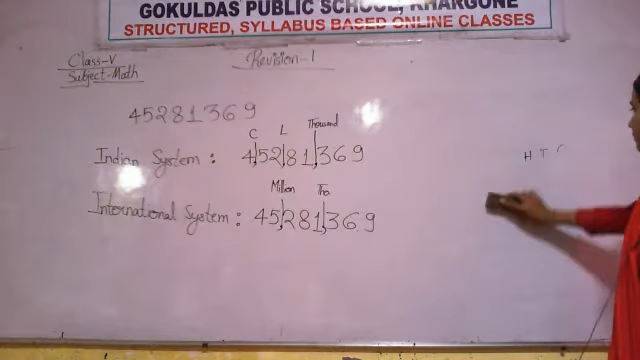 GOKULDAS PUBLIC SCHOOL, KHARGONE
STRUCTURED, SYLLABUS BASED ONLINE CLASSES
Class-V
Subject-Math
Revision-1
45281369
C L Thousand
Indian System : 4,52,81,369
H T
Million Tho
International System : 45,281,369